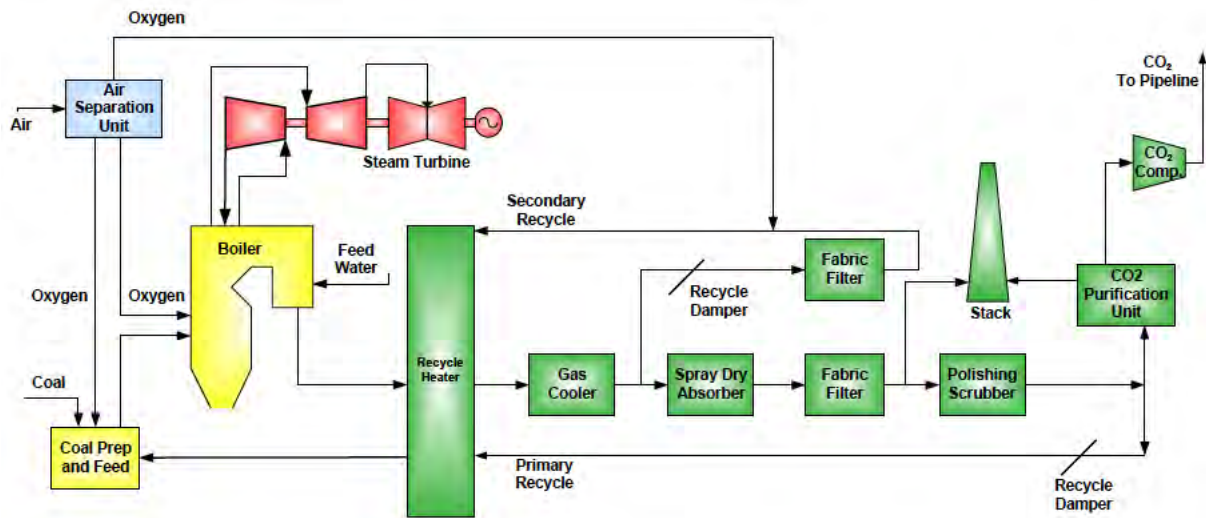 Oxygen
Air
Separation
Unit
Air
CO₂
To Pipeline
CO₂
Comp.
Steam Turbine
Secondary
Recycle
Boiler
Feed
Water
Fabric
Filter
Recycle
Damper
Stack
CO2
Purification
Unit
Oxygen
Oxygen
Recycle
Heater
Gas
Cooler
Spray Dry
Absorber
Fabric
Filter
Polishing
Scrubber
Coal
Coal Prep
and Feed
Primary
Recycle
Recycle
Damper